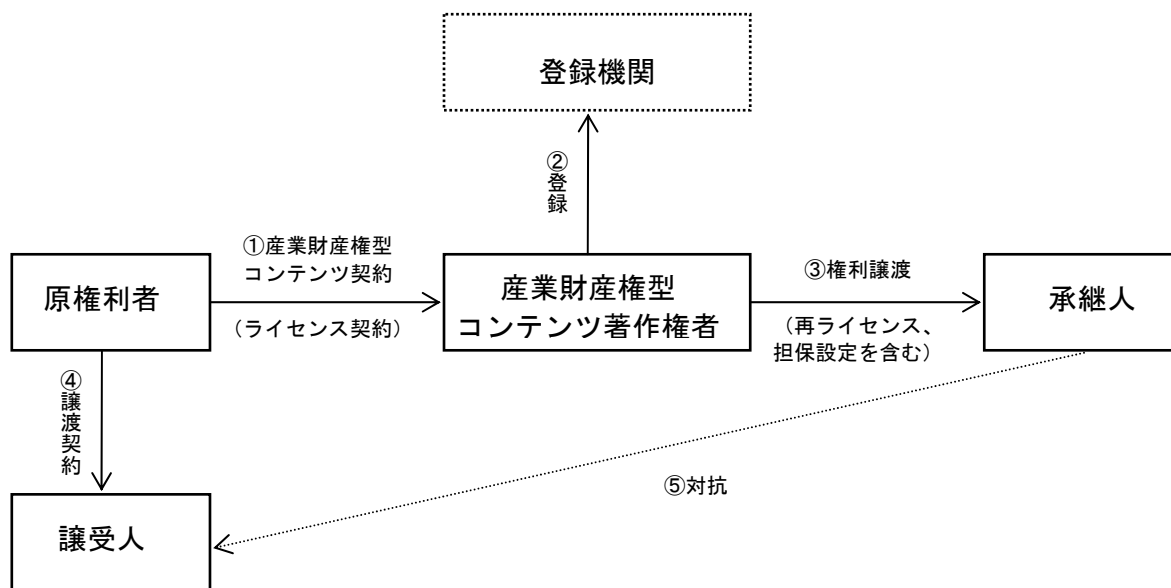 登録機関
②登録
①産業財産権型
コンテンツ契約
（ライセンス契約）
原権利者
産業財産権型
コンテンツ著作権者
③権利譲渡
（再ライセンス、
担保設定を含む）
承継人
④譲渡契約
⑤対抗
譲受人